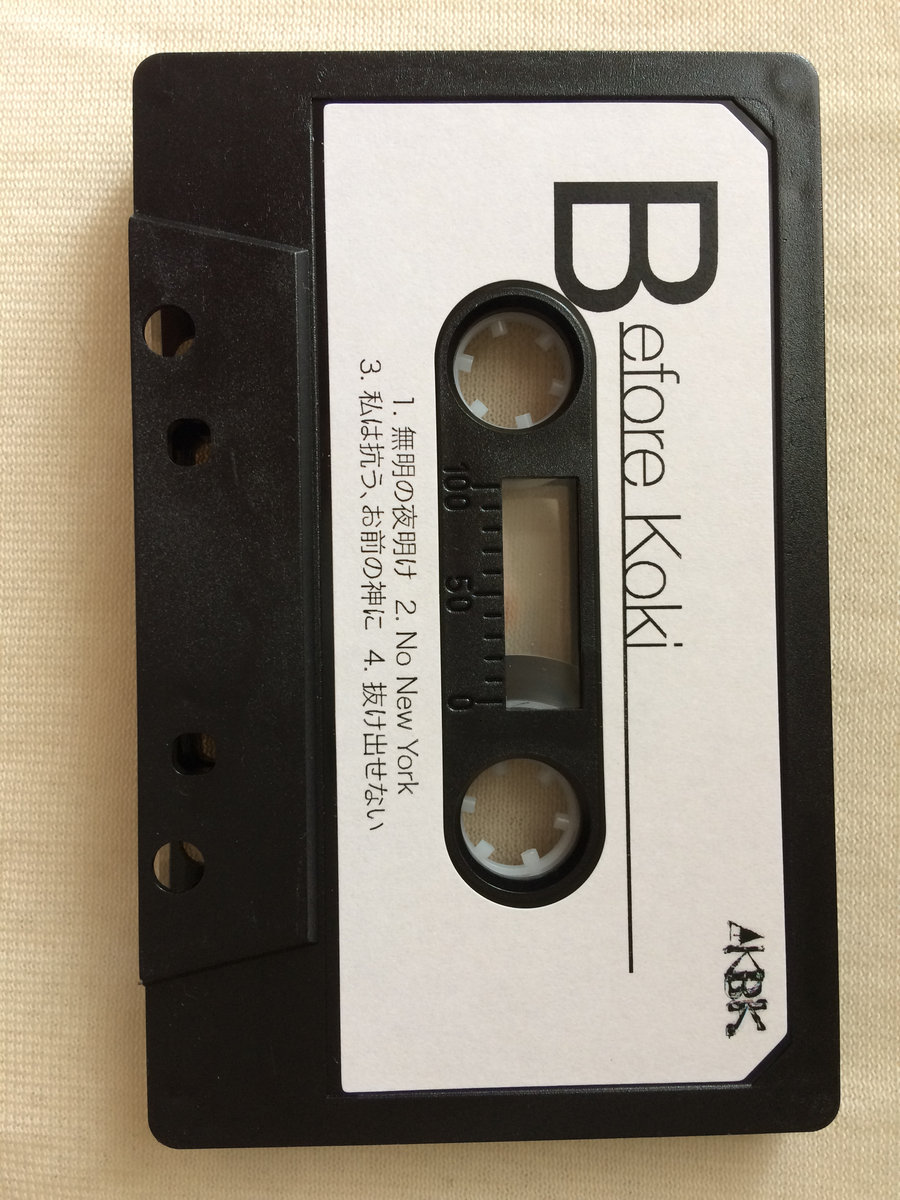 Before Koki
AKBK
100 50 0
1. 無明の夜明け 2. No New York
3. 私は抗う、お前の神に 4. 抜け出せない